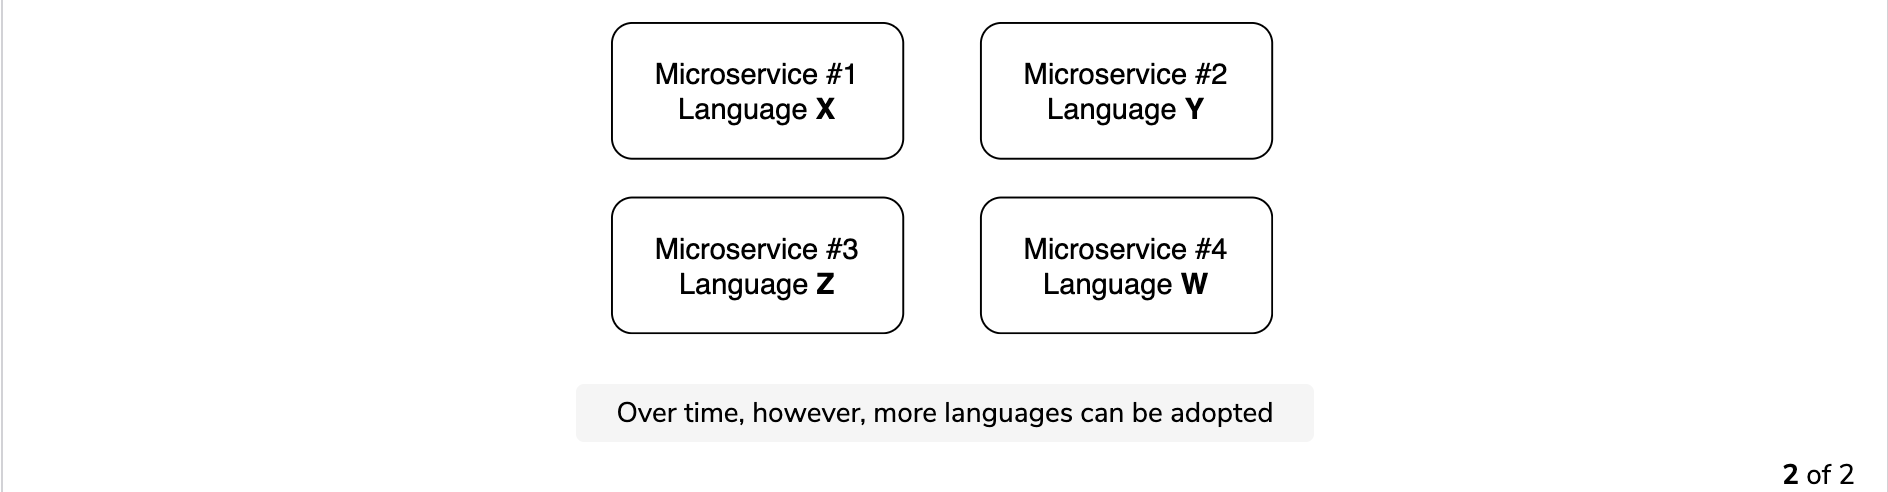 Microservice #1
Language X
Microservice #2
Language Y
Microservice #3
Language Z
Microservice #4
Language W
Over time, however, more languages can be adopted
2 of 2